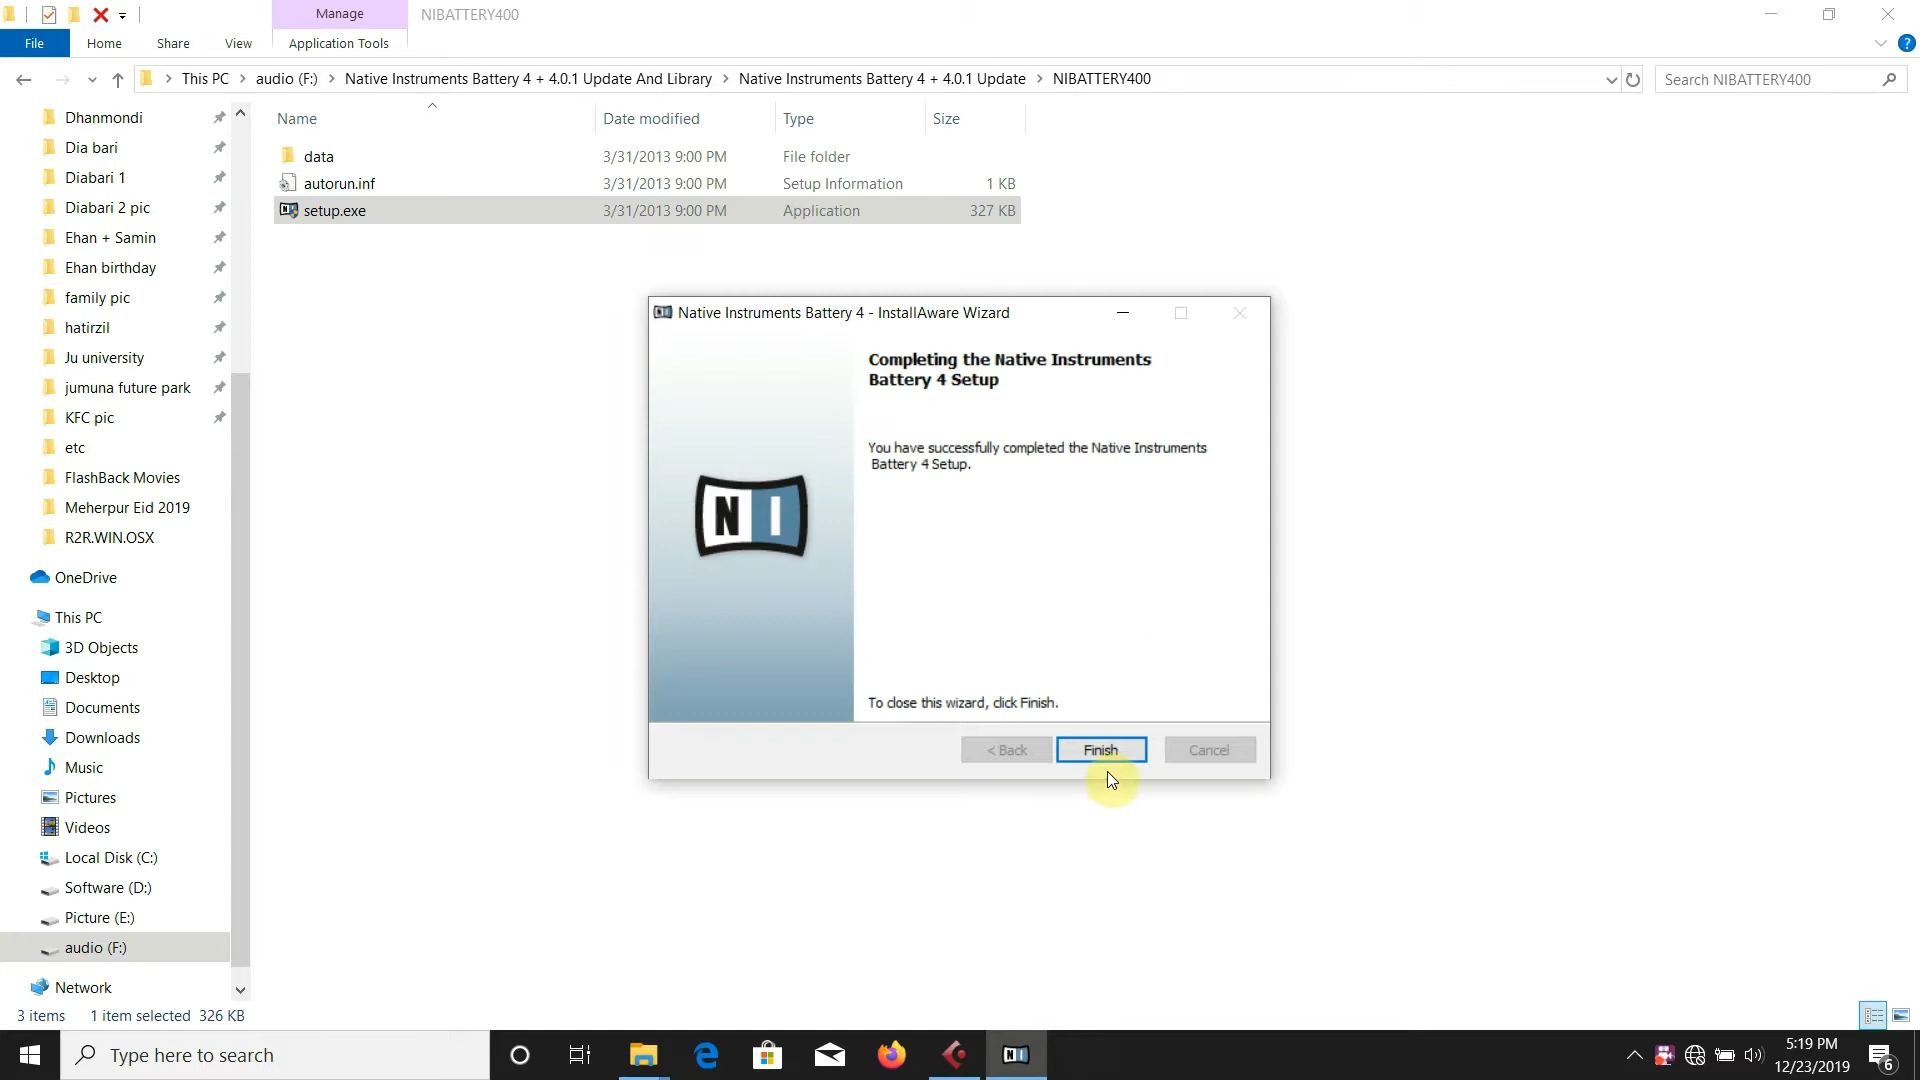 Manage
NIBATTERY400
File
Home
Share
View
Application Tools
?
This PC
audio (F:)
Native Instruments Battery 4 + 4.0.1 Update And Library
Native Instruments Battery 4 + 4.0.1 Update
NIBATTERY400
Search NIBATTERY400
Name
Date modified
Type
Size
data
3/31/2013 9:00 PM
File folder
autorun.inf
3/31/2013 9:00 PM
Setup Information
1 KB
setup.exe
3/31/2013 9:00 PM
Application
327 KB
Dhanmondi
Dia bari
Diabari 1
Diabari 2 pic
Ehan + Samin
Ehan birthday
family pic
hatirzil
Ju university
jumuna future park
KFC pic
etc
FlashBack Movies
Meherpur Eid 2019
R2R.WIN.OSX
OneDrive
This PC
3D Objects
Desktop
Documents
Downloads
Music
Pictures
Videos
Local Disk (C:)
Software (D:)
Picture (E:)
audio (F:)
Network
Native Instruments Battery 4 - InstallAware Wizard
Completing the Native Instruments
Battery 4 Setup
You have successfully completed the Native Instruments
Battery 4 Setup.
NI
To close this wizard, click Finish.
< Back
Finish
Cancel
3 items
1 item selected 326 KB
Type here to search
NI
5:19 PM
12/23/2019
6